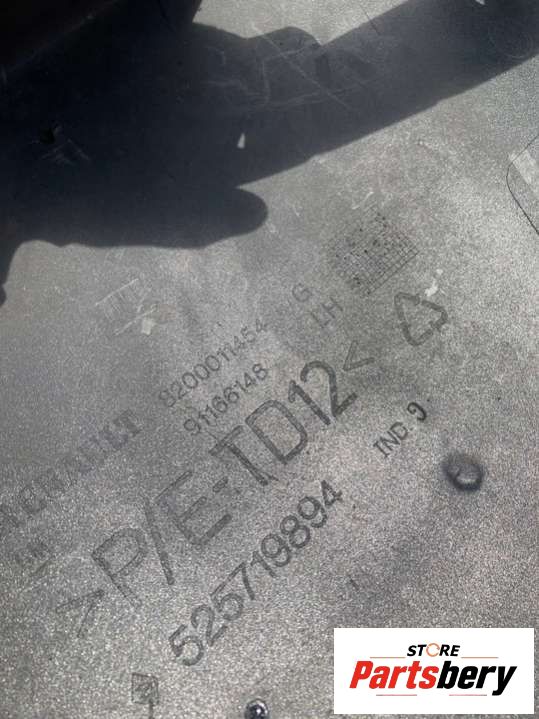 RENAULT
8200011454 G
91166148 LH
>P/E-TD12<
525719894
IND. 9
STORE
Partsbery